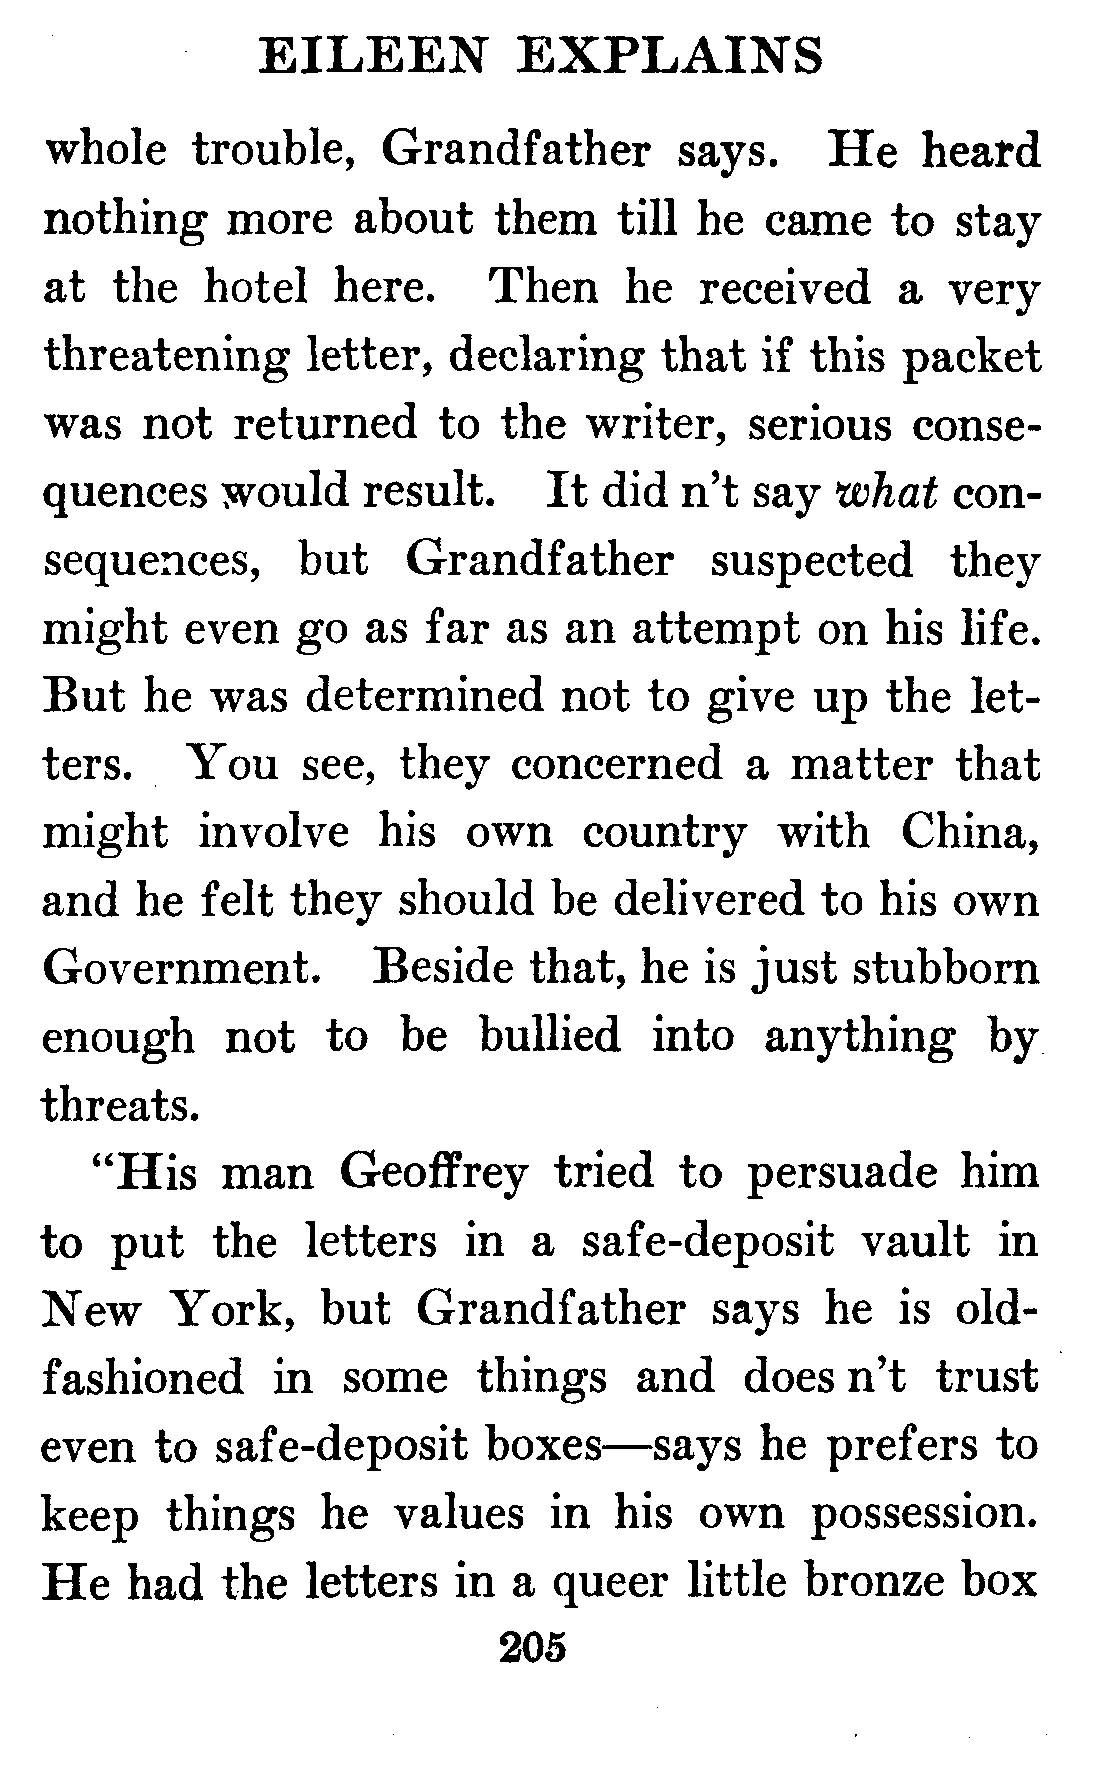 EILEEN EXPLAINS
whole trouble, Grandfather says. He heard
nothing more about them till he came to stay
at the hotel here. Then he received a very
threatening letter, declaring that if this packet
was not returned to the writer, serious conse-
quences would result. It did n't say what con-
sequences, but Grandfather suspected they
might even go as far as an attempt on his life.
But he was determined not to give up the let-
ters. You see, they concerned a matter that
might involve his own country with China,
and he felt they should be delivered to his own
Government. Beside that, he is just stubborn
enough not to be bullied into anything by
threats.
“His man Geoffrey tried to persuade him
to put the letters in a safe-deposit vault in
New York, but Grandfather says he is old-
fashioned in some things and does n't trust
even to safe-deposit boxes—says he prefers to
keep things he values in his own possession.
He had the letters in a queer little bronze box
205